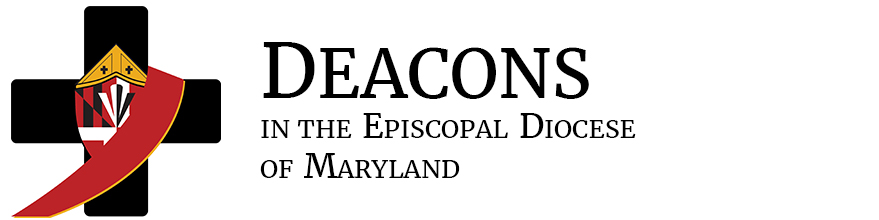 Deacons
in the Episcopal Diocese
of Maryland